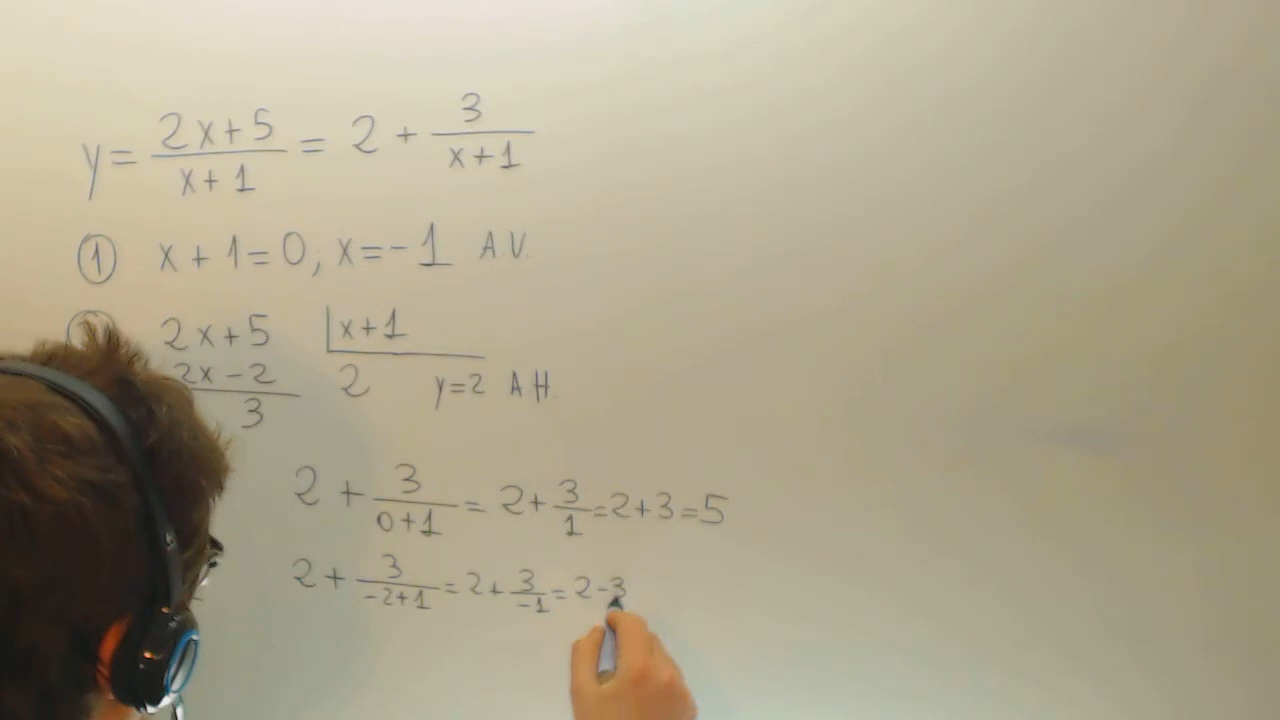 y = (2x+5)/(x+1) = 2 + 3/(x+1)
① x + 1 = 0, x = -1 A.V.
2x+5 |x+1
2x - 2 2 y=2 A.H.
3
2 + 3/(0+1) = 2 + 3/1 = 2+3 = 5
2 + 3/(-2+1) = 2 + 3/-1 = 2-3